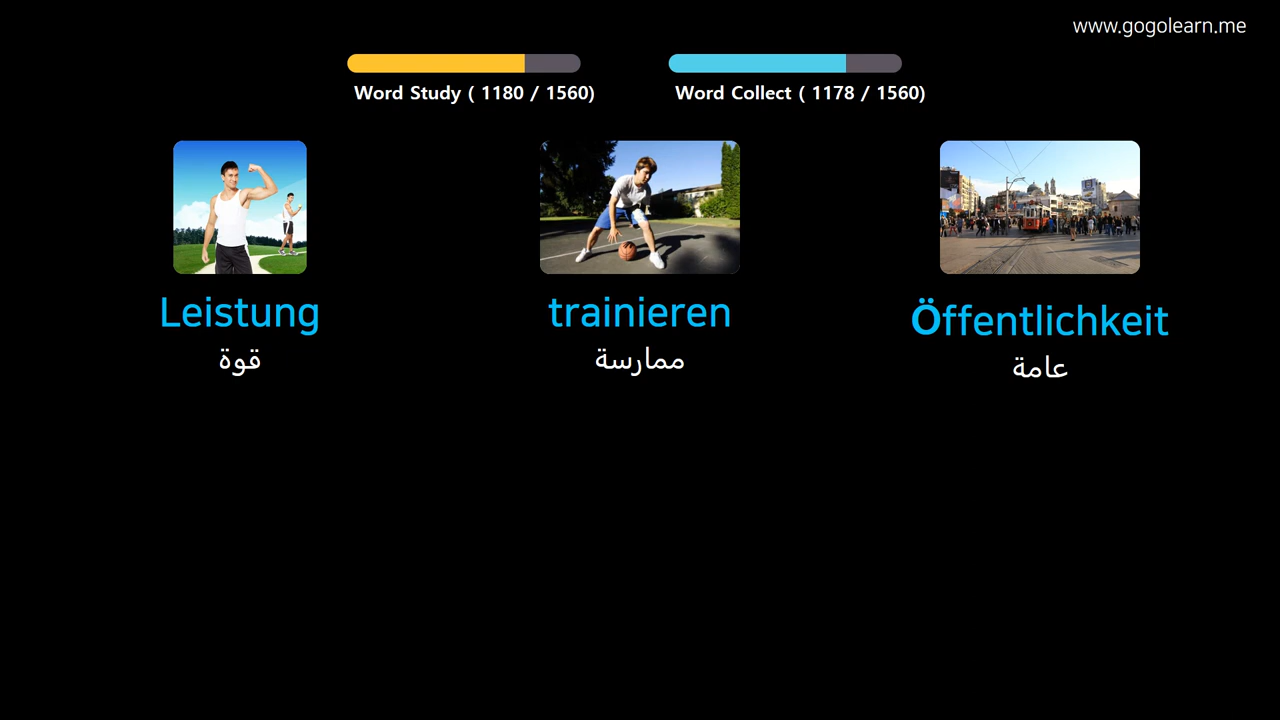 www.gogolearn.me
Word Study ( 1180 / 1560)
Word Collect ( 1178 / 1560)
Leistung
قوة
trainieren
ممارسة
Öffentlichkeit
عامة